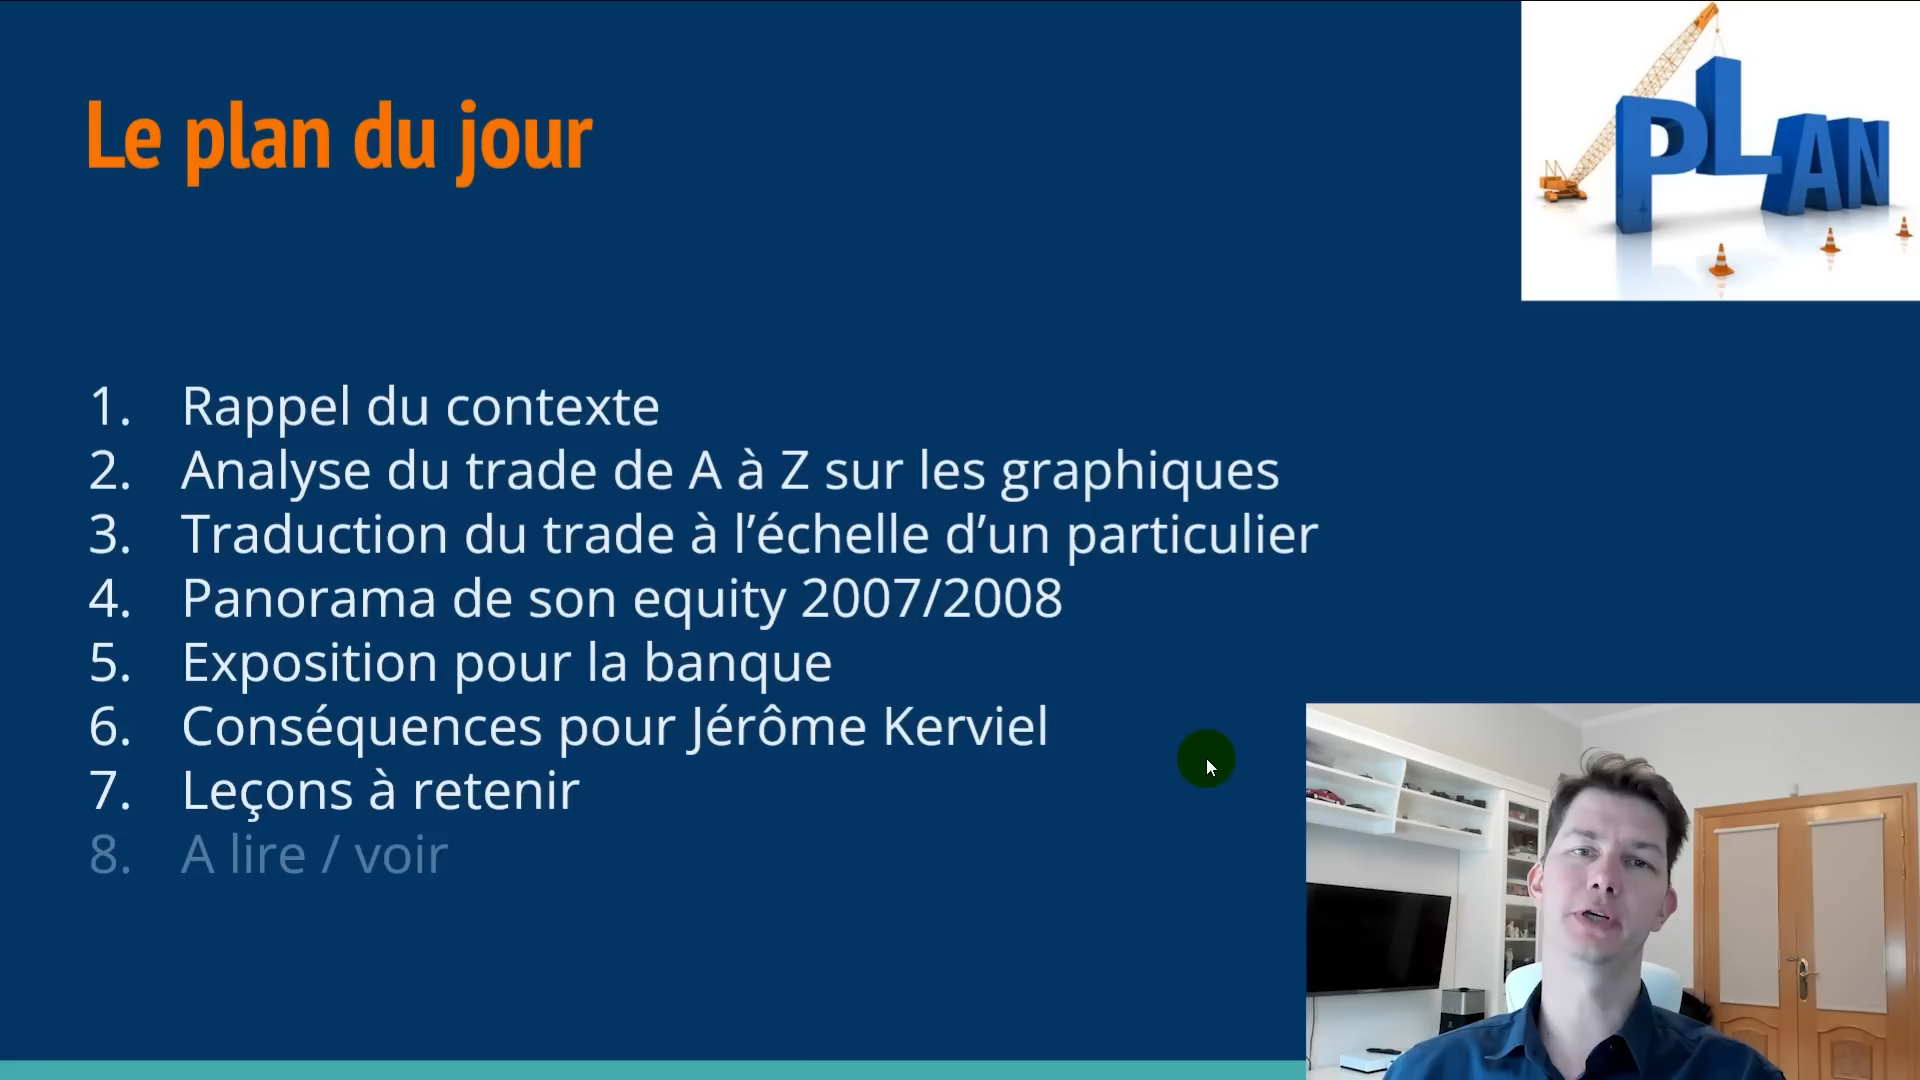 Le plan du jour
PLAN
1. Rappel du contexte
2. Analyse du trade de A à Z sur les graphiques
3. Traduction du trade à l’échelle d’un particulier
4. Panorama de son equity 2007/2008
5. Exposition pour la banque
6. Conséquences pour Jérôme Kerviel
7. Leçons à retenir
8. A lire / voir